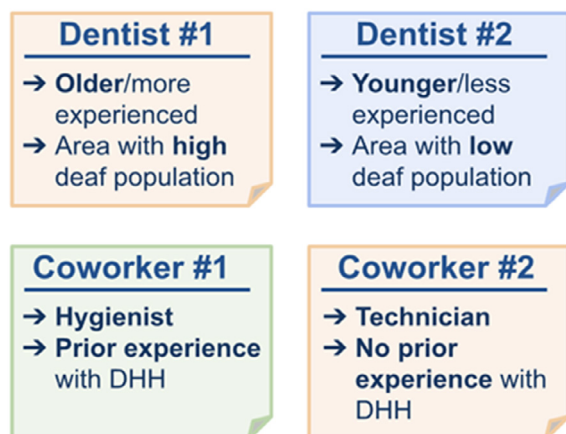 Dentist #1
➔ Older/more
experienced
➔ Area with high
deaf population
Dentist #2
➔ Younger/less
experienced
➔ Area with low
deaf population
Coworker #1
➔ Hygienist
➔ Prior experience
with DHH
Coworker #2
➔ Technician
➔ No prior
experience with
DHH